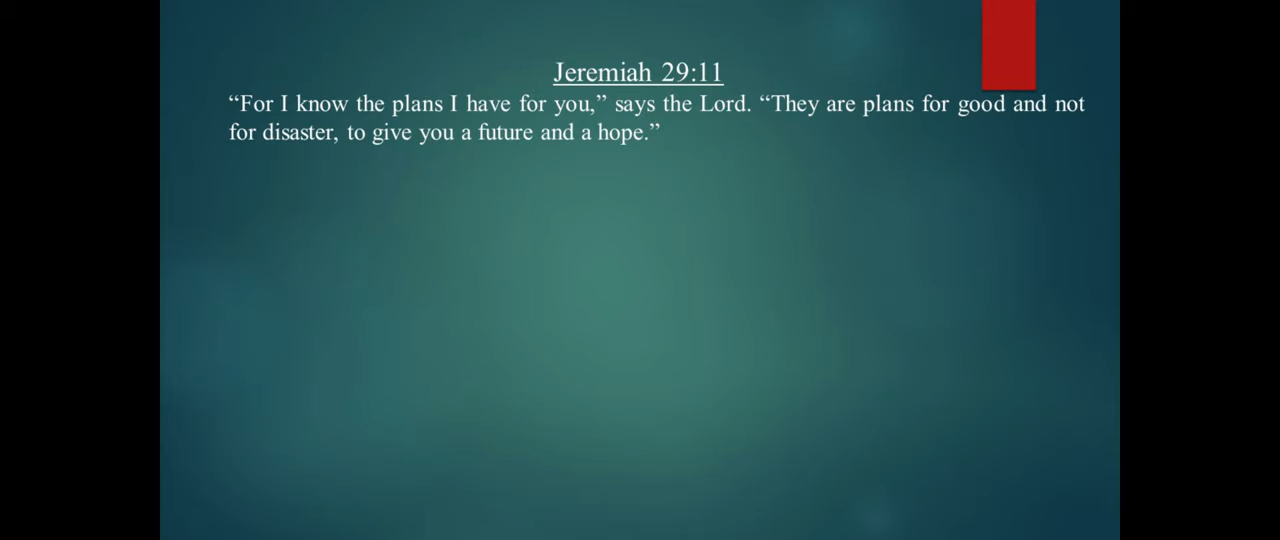 Jeremiah 29:11
“For I know the plans I have for you,” says the Lord. “They are plans for good and not
for disaster, to give you a future and a hope.”